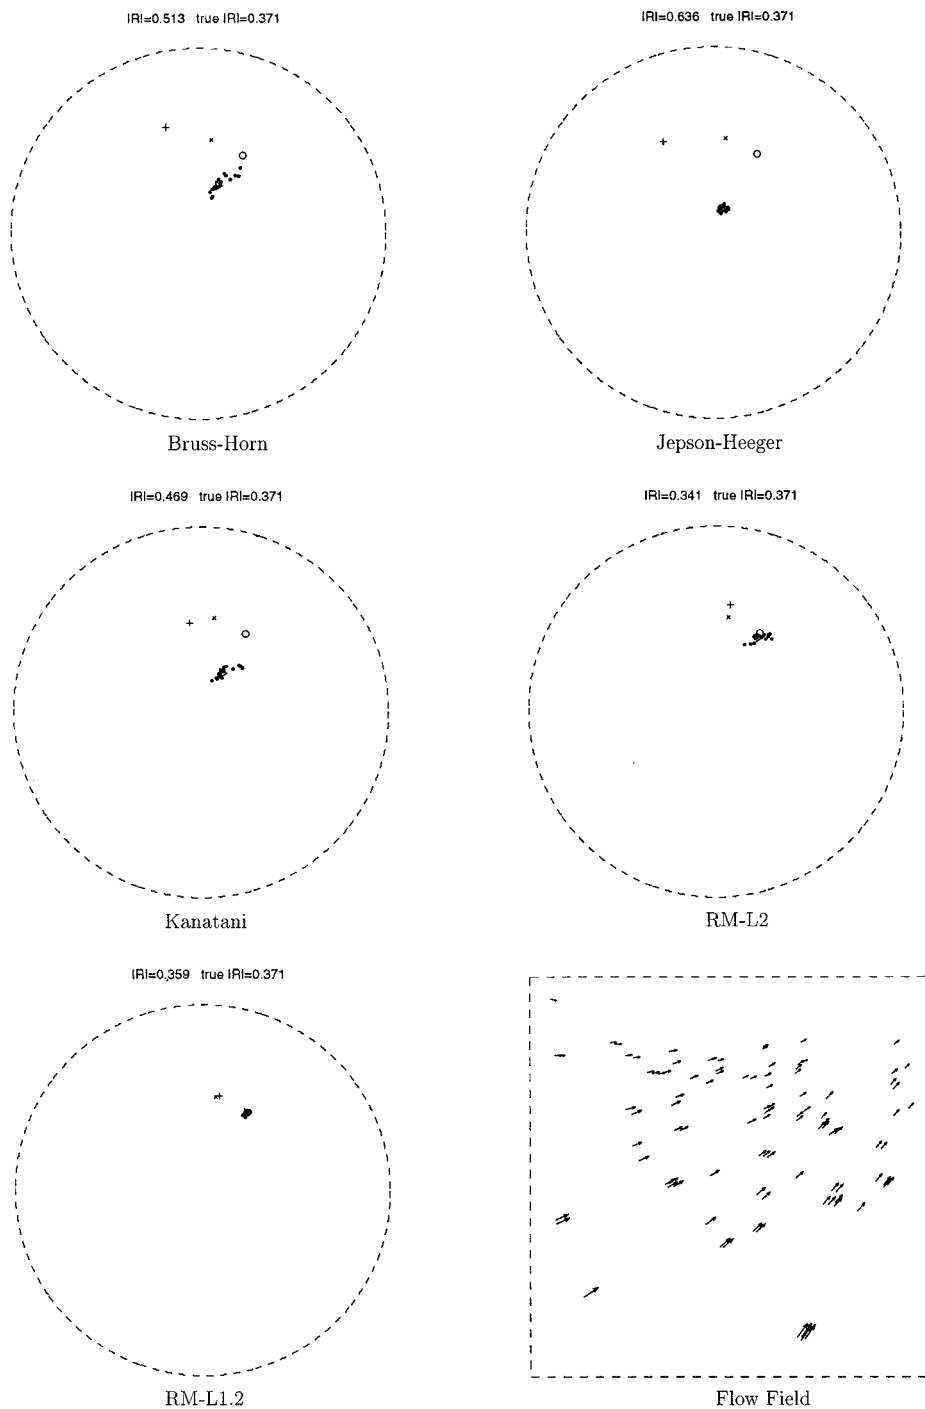 |R|=0.513 true |R|=0.371
|R|=0.636 true |R|=0.371
Bruss-Horn
Jepson-Heeger
|R|=0.469 true |R|=0.371
|R|=0.341 true |R|=0.371
Kanatani
RM-L2
|R|=0.359 true |R|=0.371
RM-L1.2
Flow Field